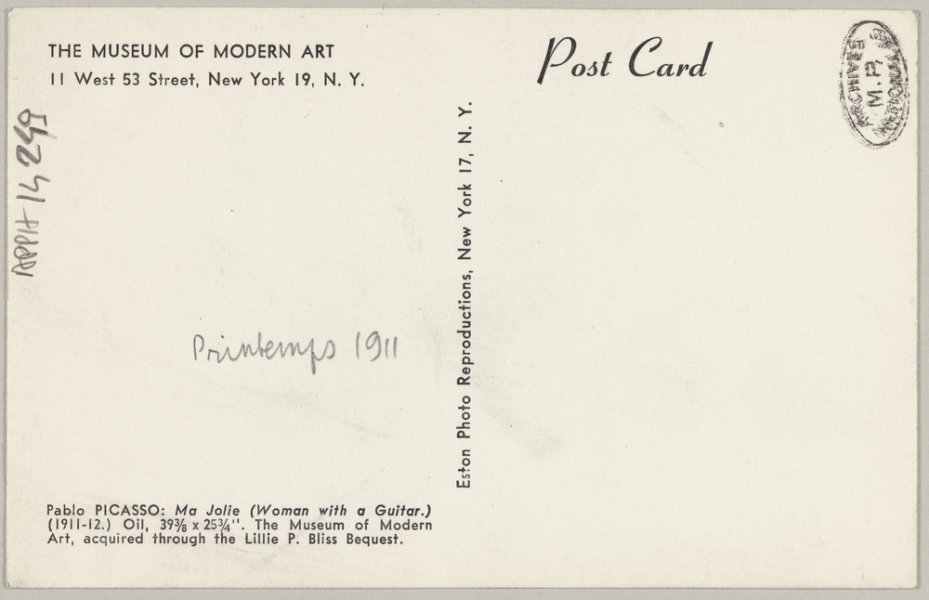 THE MUSEUM OF MODERN ART
11 West 53 Street, New York 19, N. Y.
Post Card
ARCHIVES
M. P.
NATIONAUX
APPH 14 249
Eston Photo Reproductions, New York 17, N. Y.
Printemps 1911
Pablo PICASSO: Ma Jolie (Woman with a Guitar.)
(1911-12.) Oil, 39⅜ x 25¾". The Museum of Modern
Art, acquired through the Lillie P. Bliss Bequest.